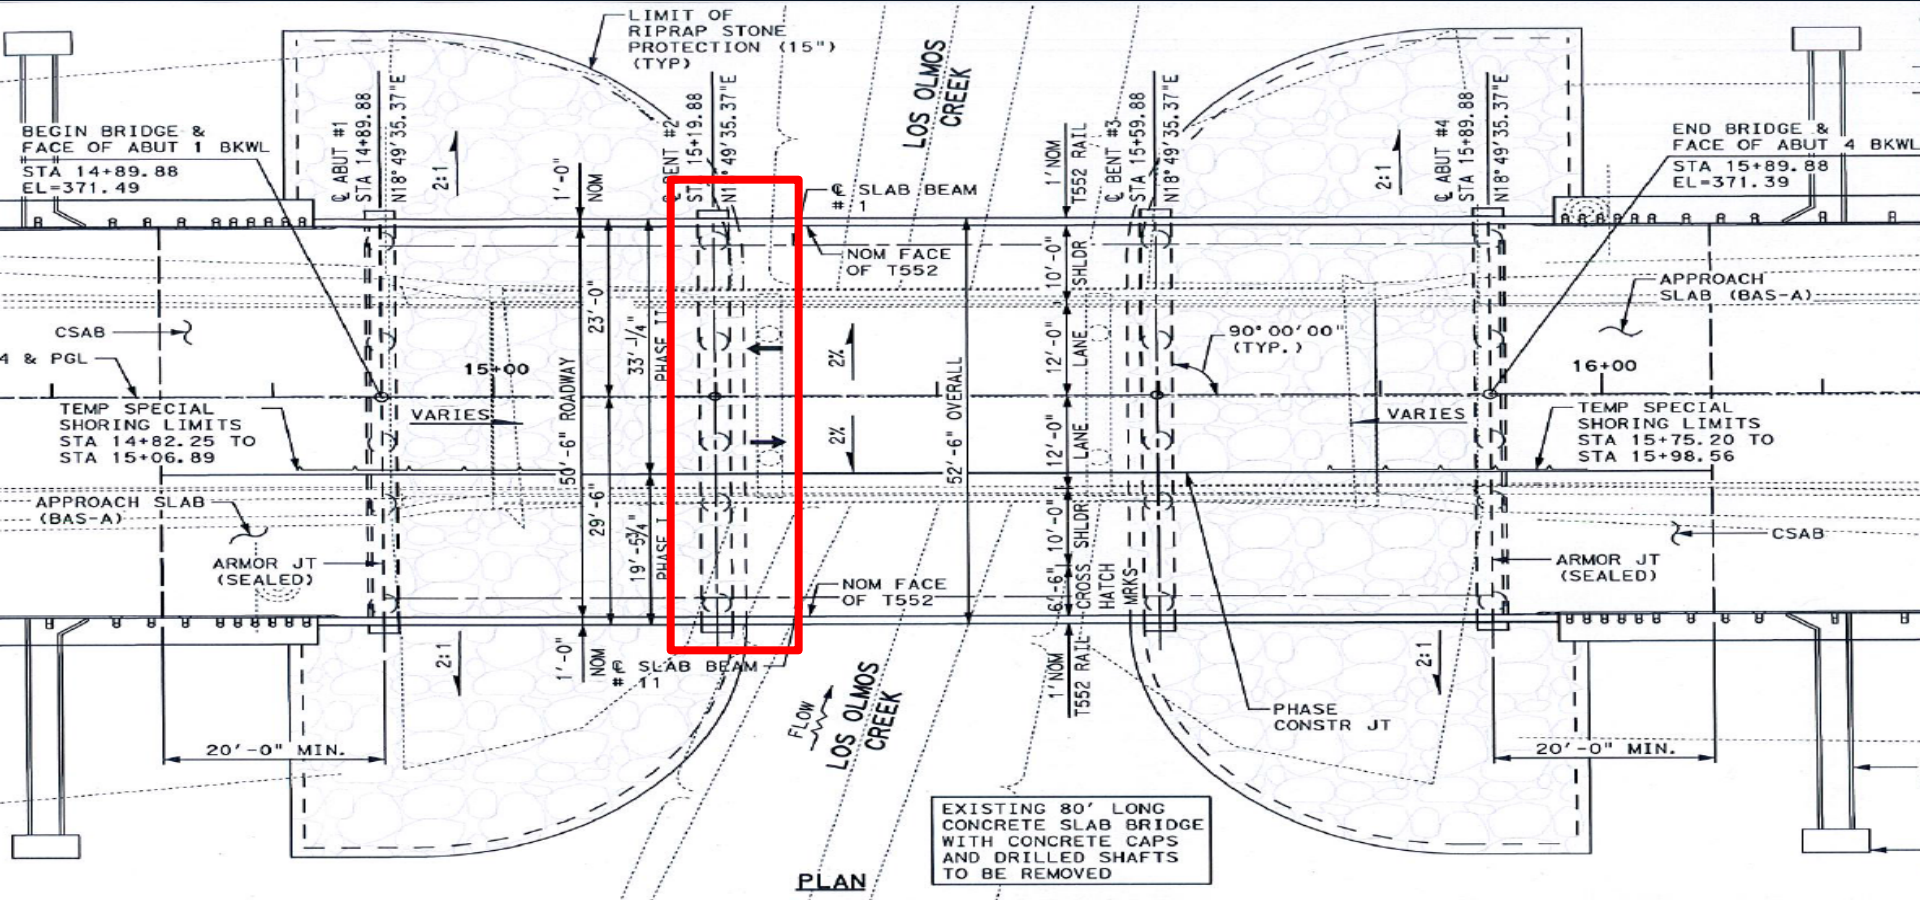 LIMIT OF
RIPRAP STONE
PROTECTION (15")
(TYP)
LOS OLMOS
CREEK
BEGIN BRIDGE &
FACE OF ABUT 1 BKWL
STA 14+89.88
EL=371.49
℄ ABUT #1
STA 14+89.88
N18°49'35.37"E
2:1
1'-0"
NOM
℄ BENT #2
STA 15+19.88
N18°49'35.37"E
℄ SLAB BEAM
# 1
NOM FACE
OF T552
1'NOM
T552 RAIL
℄ BENT #3
STA 15+59.88
N18°49'35.37"E
2:1
℄ ABUT #4
STA 15+89.88
N18°49'35.37"E
END BRIDGE &
FACE OF ABUT 4 BKWL
STA 15+89.88
EL=371.39
CSAB
4 & PGL
15+00
VARIES
TEMP SPECIAL
SHORING LIMITS
STA 14+82.25 TO
STA 15+06.89
APPROACH SLAB
(BAS-A)
ARMOR JT
(SEALED)
50'-6" ROADWAY
23'-0"
29'-6"
33'-1/4"
PHASE II
19'-5¾"
PHASE I
2%
2%
52'-6" OVERALL
10'-0"
SHLDR
12'-0"
LANE
12'-0"
LANE
10'-0"
SHLDR
6'-6"
CROSS
HATCH
MRKS
90°00'00"
(TYP.)
APPROACH
SLAB (BAS-A)
16+00
VARIES
TEMP SPECIAL
SHORING LIMITS
STA 15+75.20 TO
STA 15+98.56
CSAB
ARMOR JT
(SEALED)
NOM FACE
OF T552
2:1
1'-0"
NOM
℄ SLAB BEAM
# 11
1'NOM
T552 RAIL
2:1
FLOW
LOS OLMOS
CREEK
PHASE
CONSTR JT
20'-0" MIN.
20'-0" MIN.
EXISTING 80' LONG
CONCRETE SLAB BRIDGE
WITH CONCRETE CAPS
AND DRILLED SHAFTS
TO BE REMOVED
PLAN